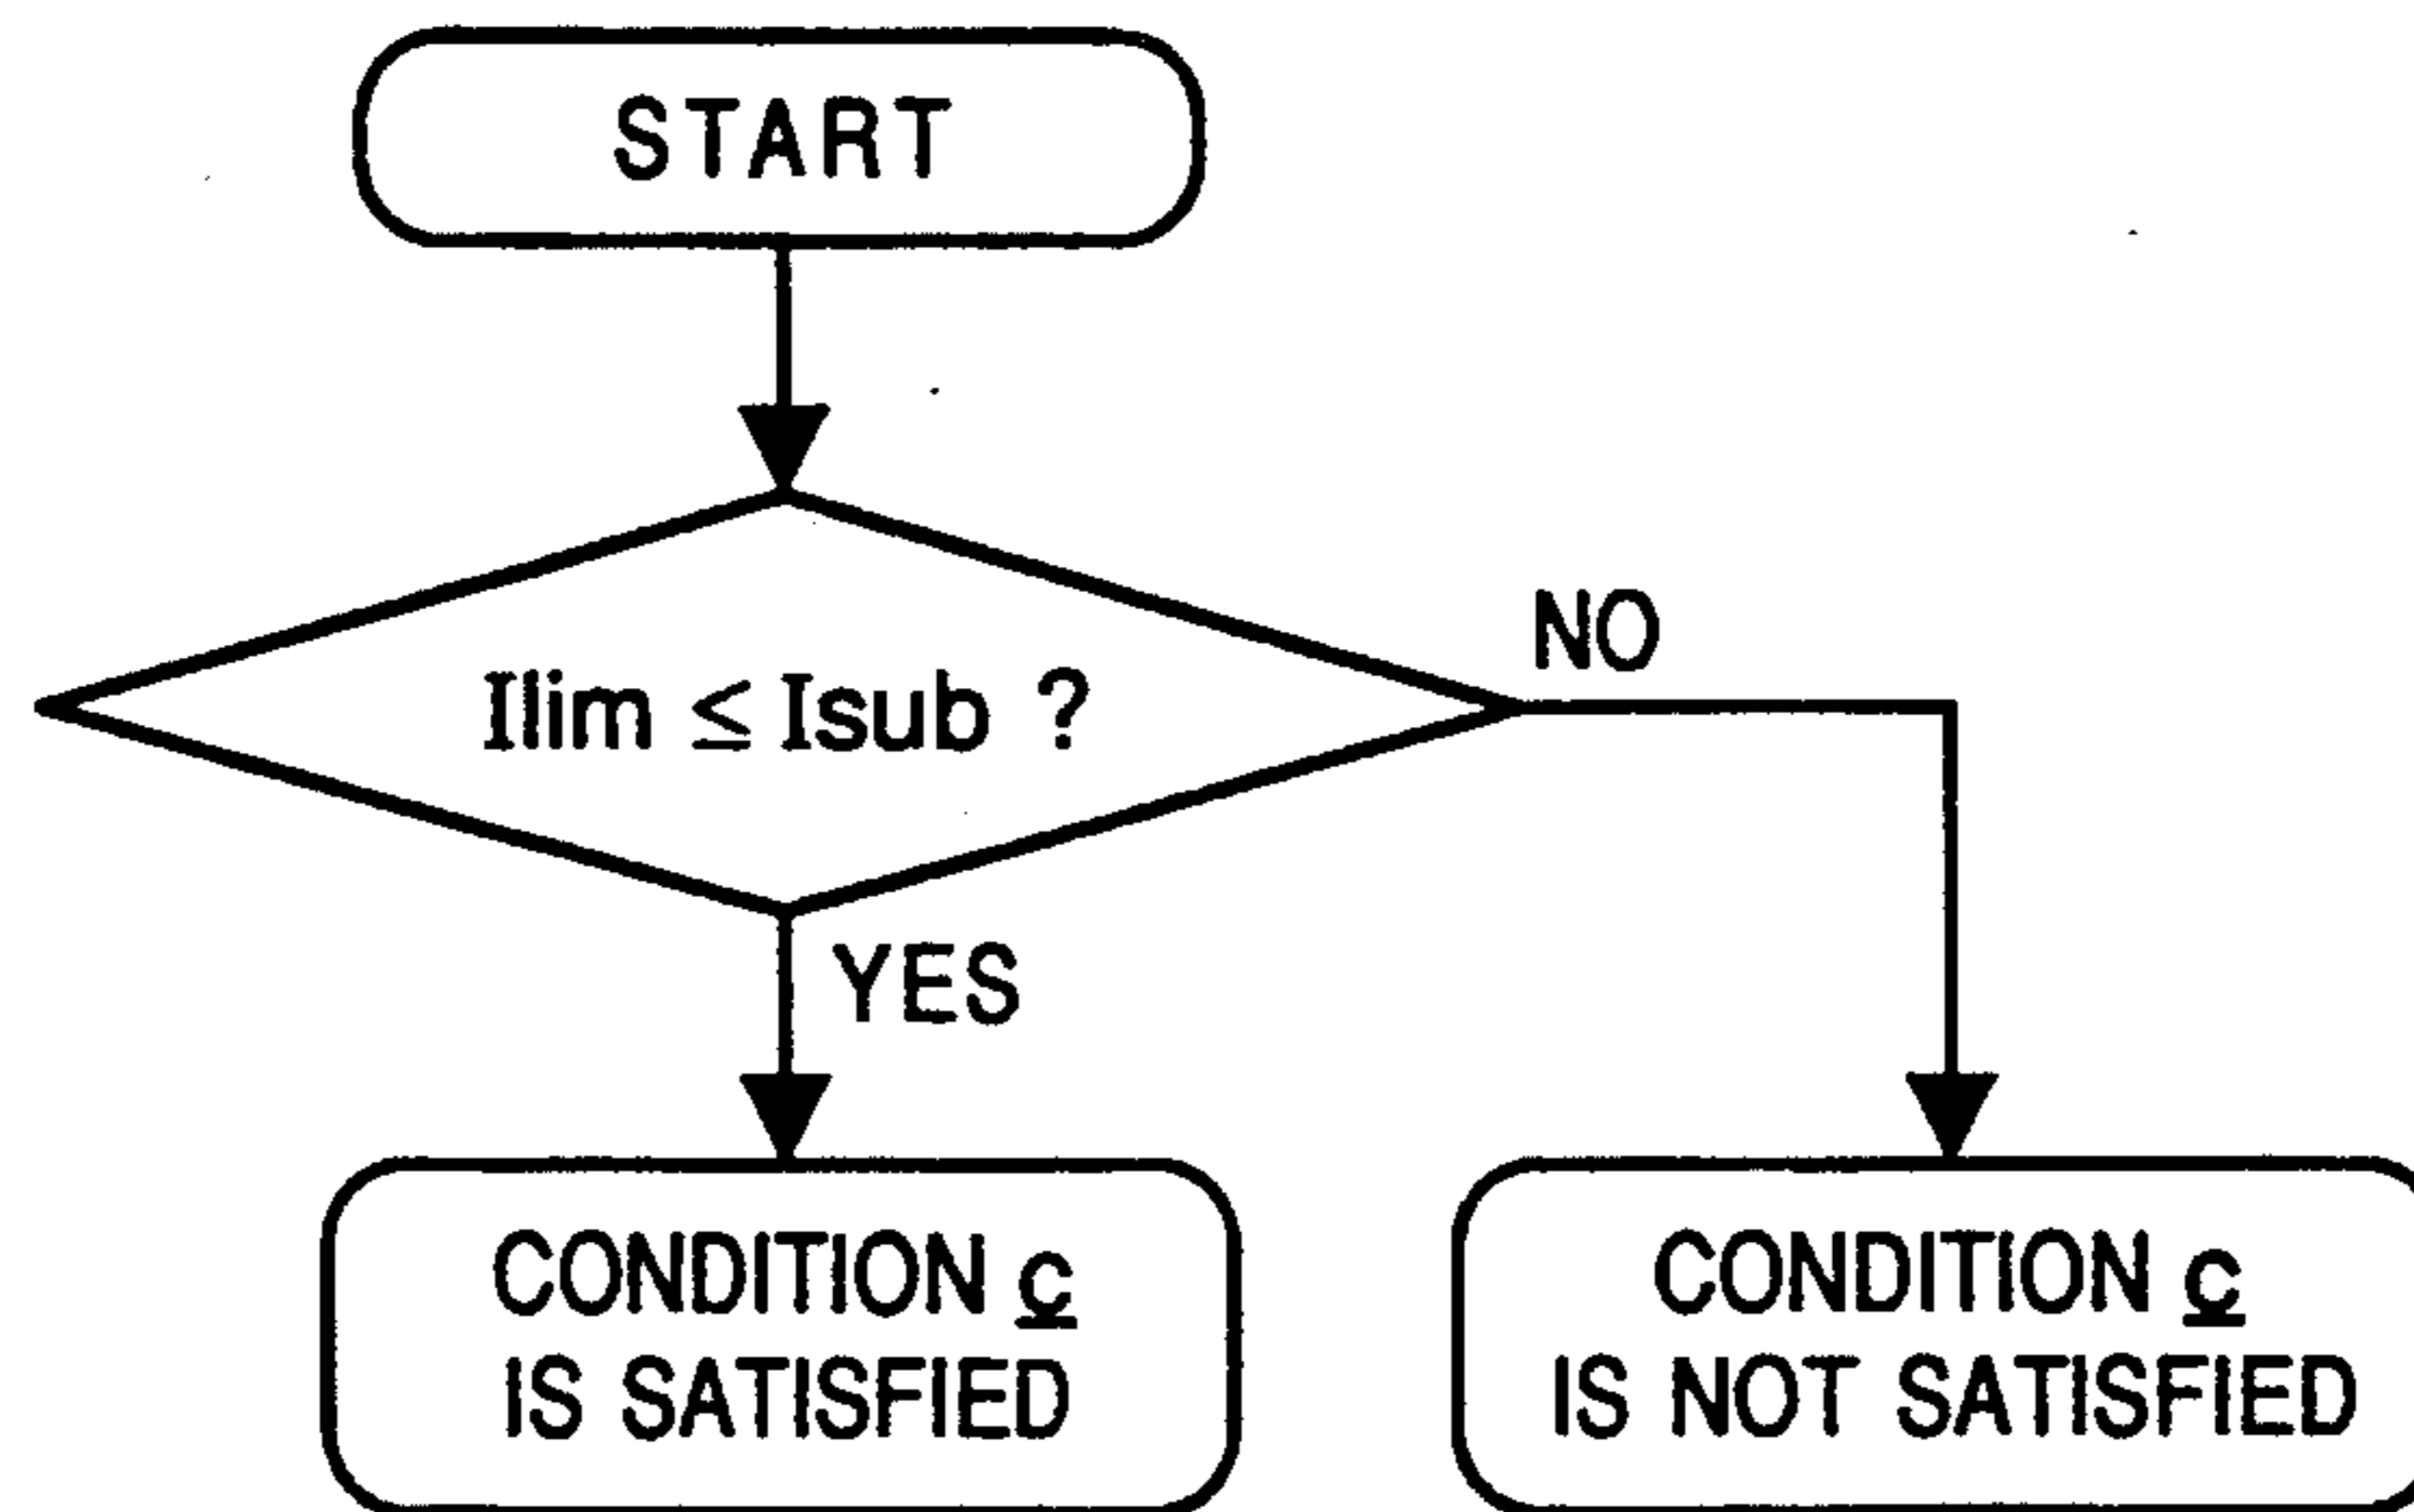 START
Ilim ≦ Isub ?
NO
YES
CONDITION c
IS SATISFIED
CONDITION c
IS NOT SATISFIED